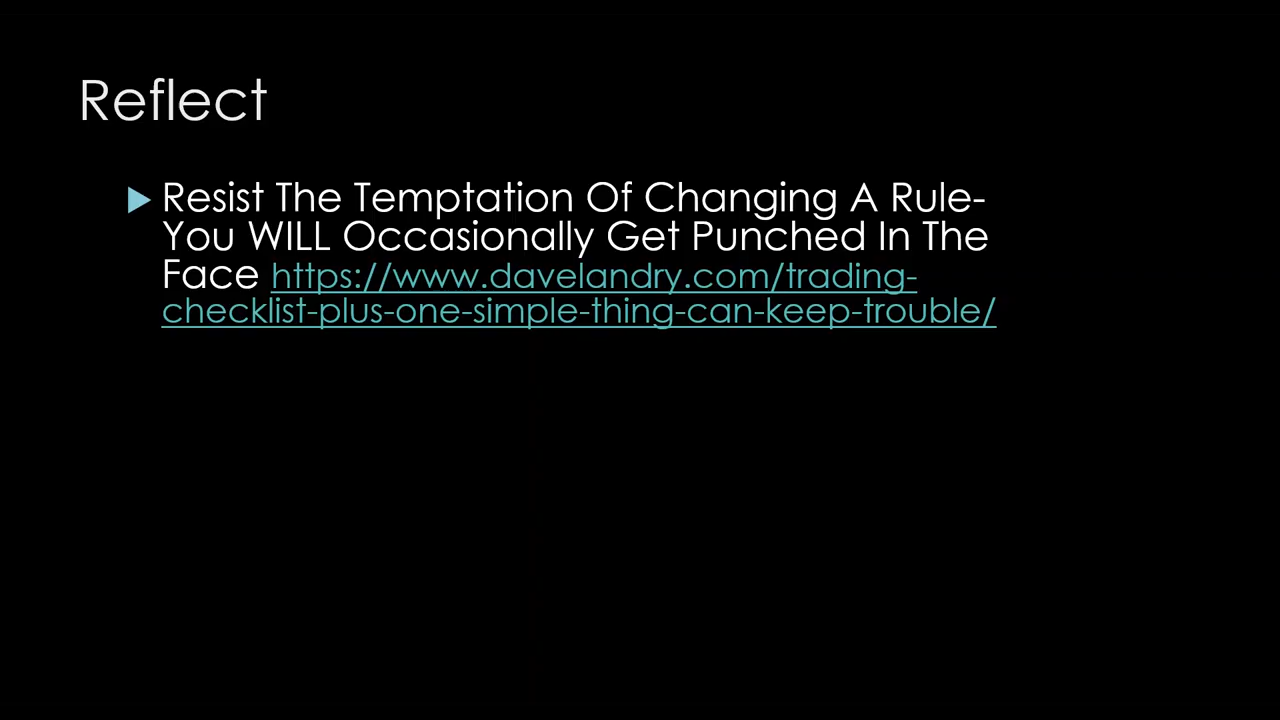 Reflect
Resist The Temptation Of Changing A Rule-
You WILL Occasionally Get Punched In The
Face https://www.davelandry.com/trading-
checklist-plus-one-simple-thing-can-keep-trouble/